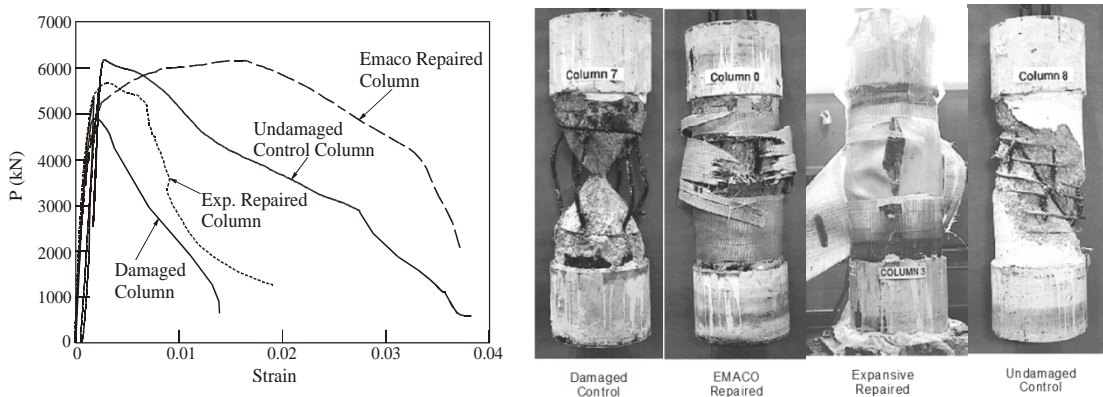 7000
6000
5000
4000
3000
2000
1000
0
P (kN)
0
0.01
0.02
0.03
0.04
Strain
Emaco Repaired
Column
Undamaged
Control Column
Exp. Repaired
Column
Damaged
Column
Column 7
Column 0
COLUMN 3
Column 8
Damaged
Control
EMACO
Repaired
Expansive
Repaired
Undamaged
Control